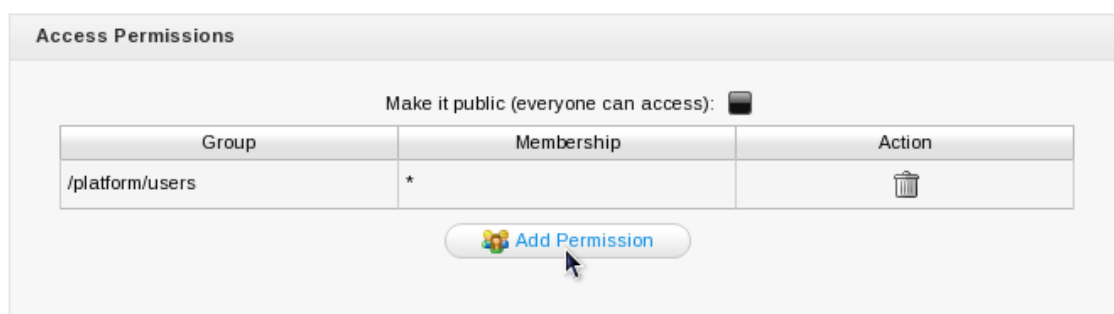 Access Permissions
Make it public (everyone can access):
Group Membership Action
/platform/users *
Add Permission